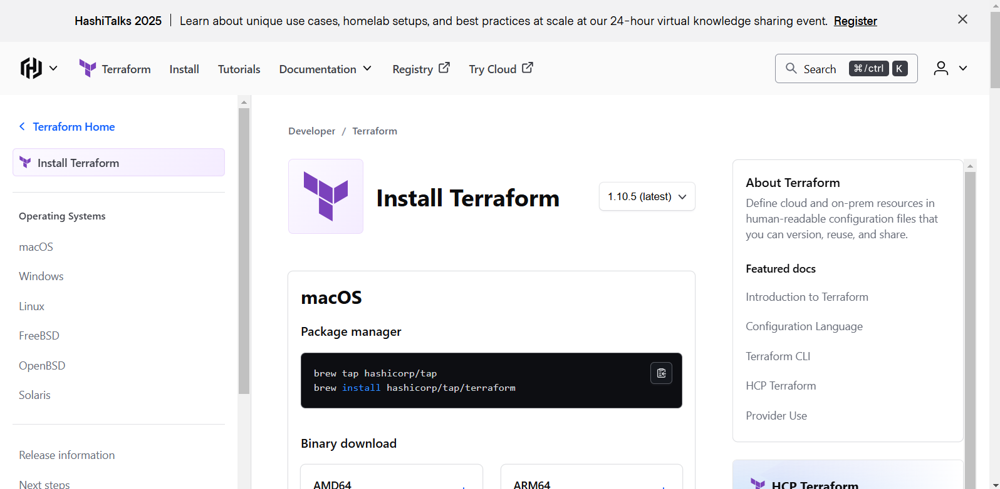 HashiTalks 2025 | Learn about unique use cases, homelab setups, and best practices at scale at our 24-hour virtual knowledge sharing event. Register
Terraform Install Tutorials Documentation Registry Try Cloud Search ⌘/ctrl K
Terraform Home
Install Terraform
Operating Systems
macOS
Windows
Linux
FreeBSD
OpenBSD
Solaris
Release information
Next steps
Developer / Terraform
Install Terraform
1.10.5 (latest)
macOS
Package manager
brew tap hashicorp/tap
brew install hashicorp/tap/terraform
Binary download
AMD64
ARM64
About Terraform
Define cloud and on-prem resources in
human-readable configuration files that
you can version, reuse, and share.
Featured docs
Introduction to Terraform
Configuration Language
Terraform CLI
HCP Terraform
Provider Use
HCP Terraform